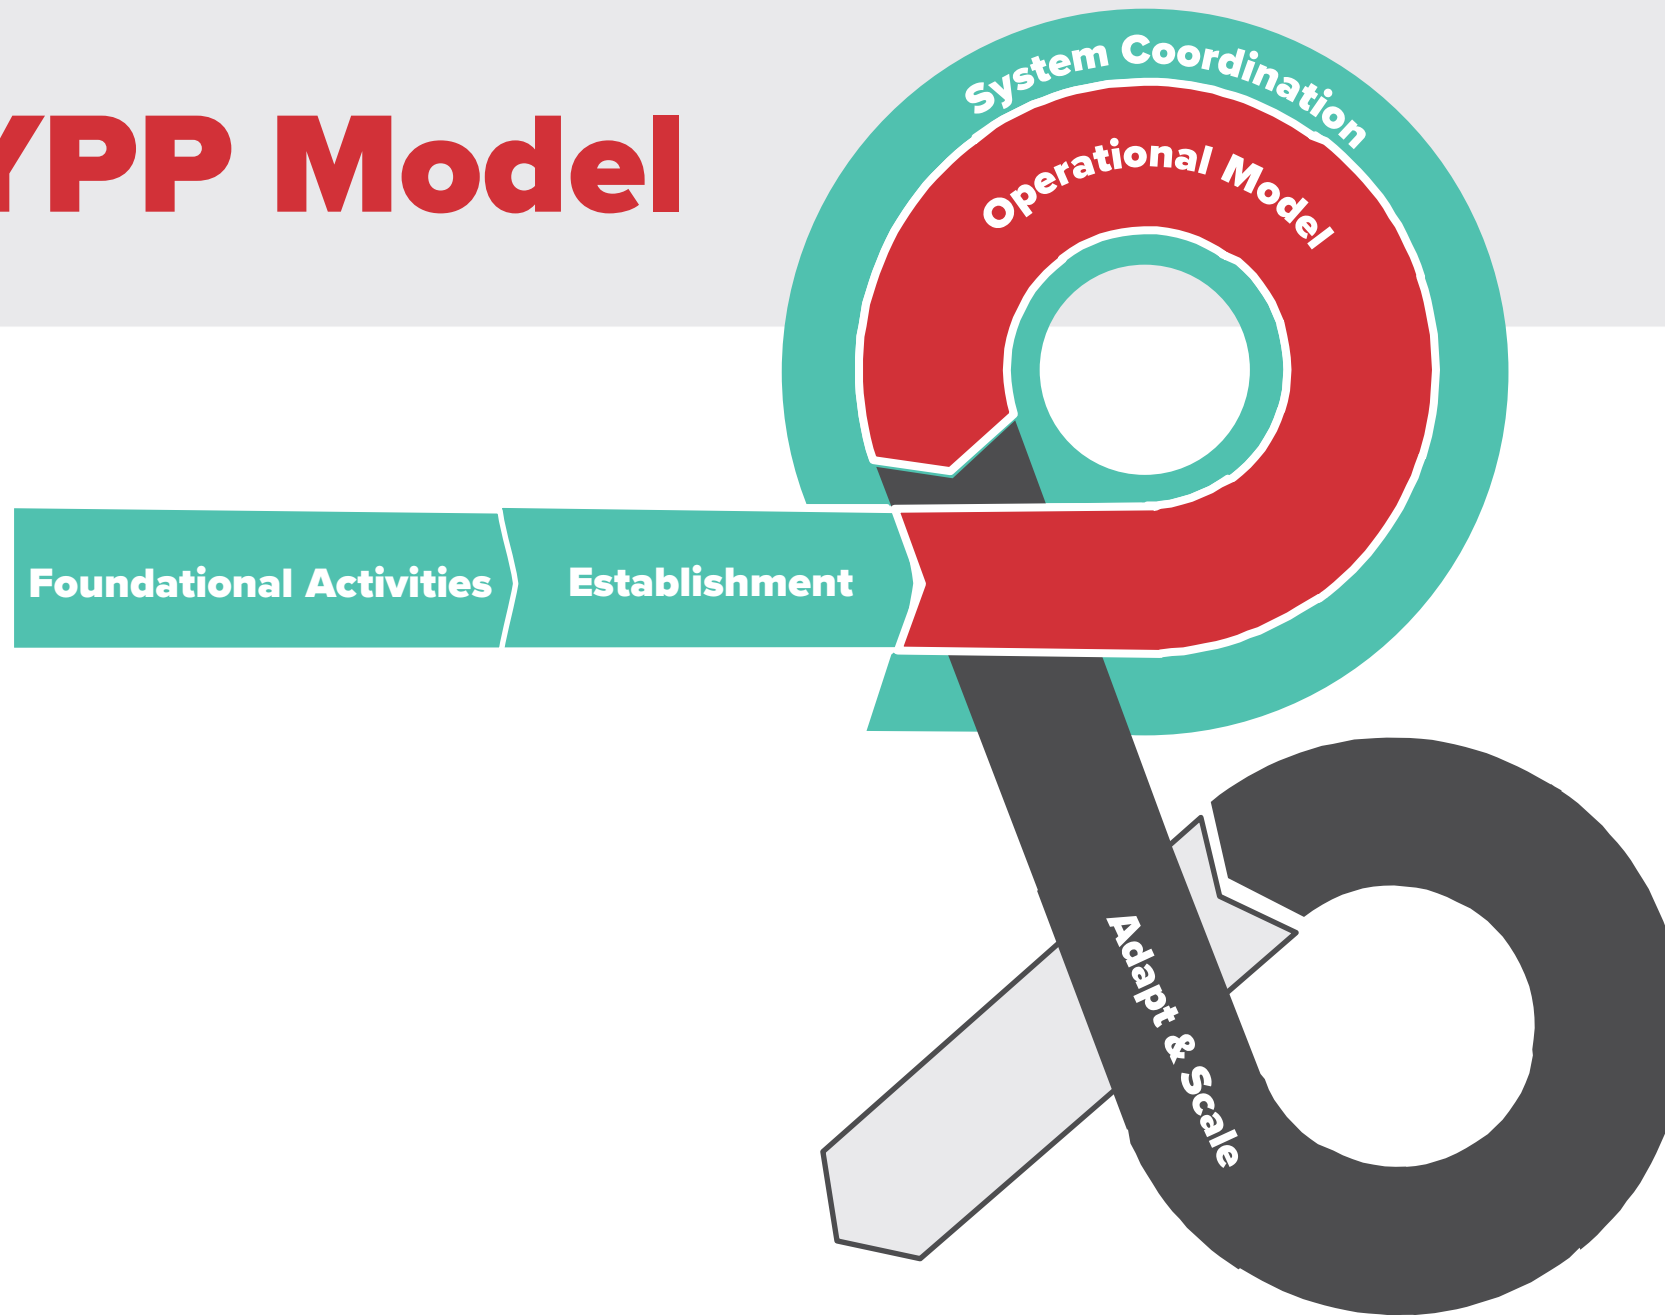 YPP Model
System Coordination
Operational Model
Foundational Activities
Establishment
Adapt & Scale